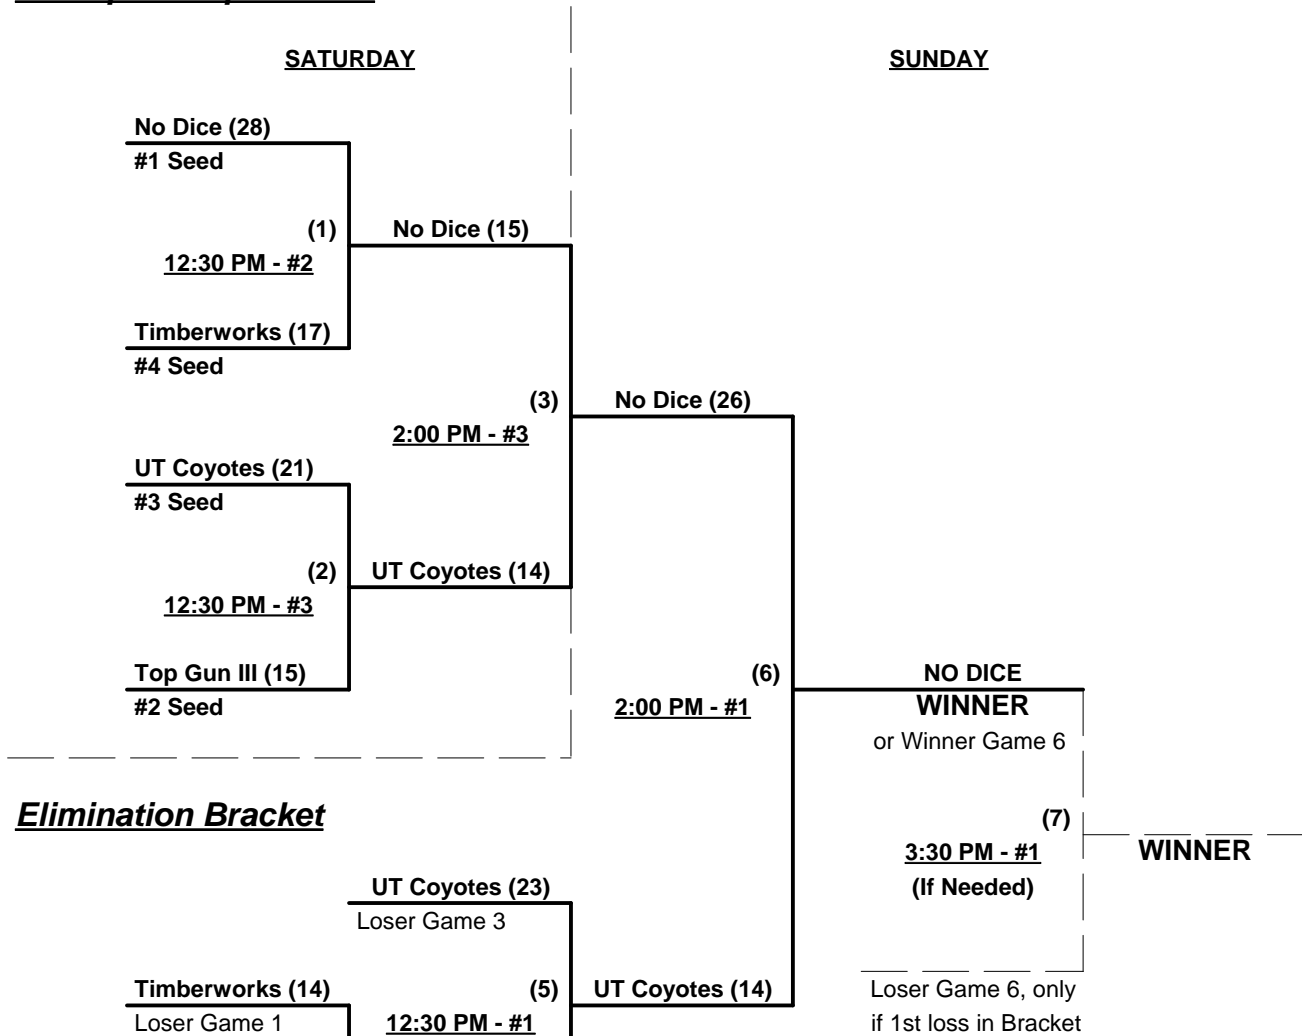 SATURDAY
SUNDAY
No Dice (28)
#1 Seed
(1)
No Dice (15)
12:30 PM - #2
Timberworks (17)
#4 Seed
(3)
No Dice (26)
2:00 PM - #3
UT Coyotes (21)
#3 Seed
(2)
UT Coyotes (14)
12:30 PM - #3
Top Gun III (15)
#2 Seed
(6)
NO DICE
2:00 PM - #1
WINNER
or Winner Game 6
Elimination Bracket
(7)
3:30 PM - #1
WINNER
(If Needed)
UT Coyotes (23)
Loser Game 3
Timberworks (14)
Loser Game 1
(5)
UT Coyotes (14)
12:30 PM - #1
Loser Game 6, only
if 1st loss in Bracket